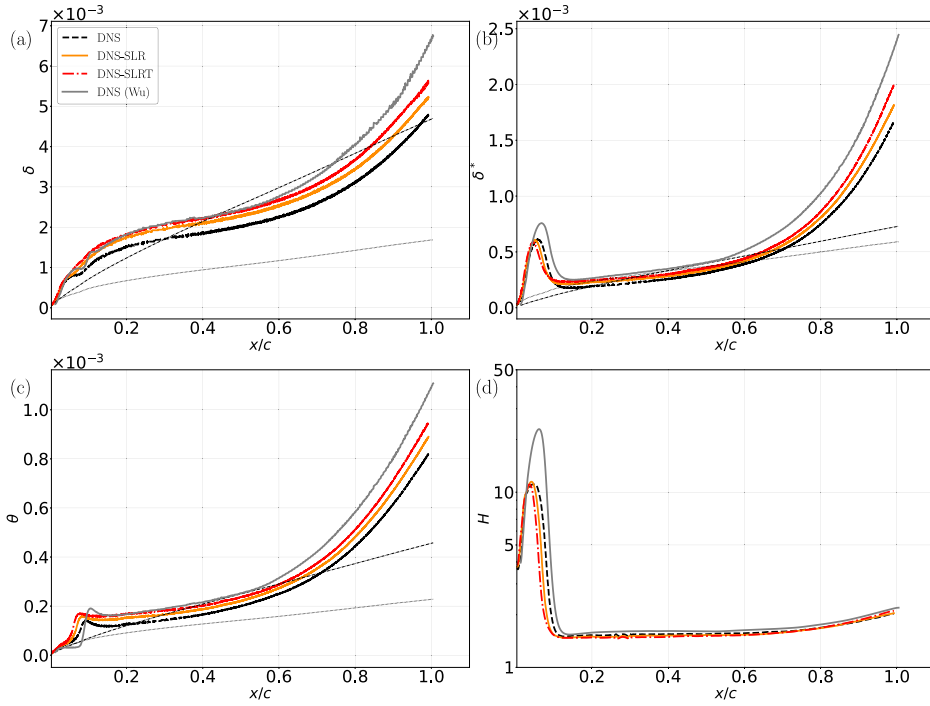 ×10⁻³
(a)
7
6
5
4
3
2
1
0
δ
0.2 0.4 0.6 0.8 1.0
x/c
DNS
DNS-SLR
DNS-SLRT
DNS (Wu)
×10⁻³
(b)
2.5
2.0
1.5
1.0
0.5
0.0
δ*
0.2 0.4 0.6 0.8 1.0
x/c
×10⁻³
(c)
1.0
0.8
0.6
0.4
0.2
0.0
θ
0.2 0.4 0.6 0.8 1.0
x/c
(d)
50
10
5
1
H
0.2 0.4 0.6 0.8 1.0
x/c